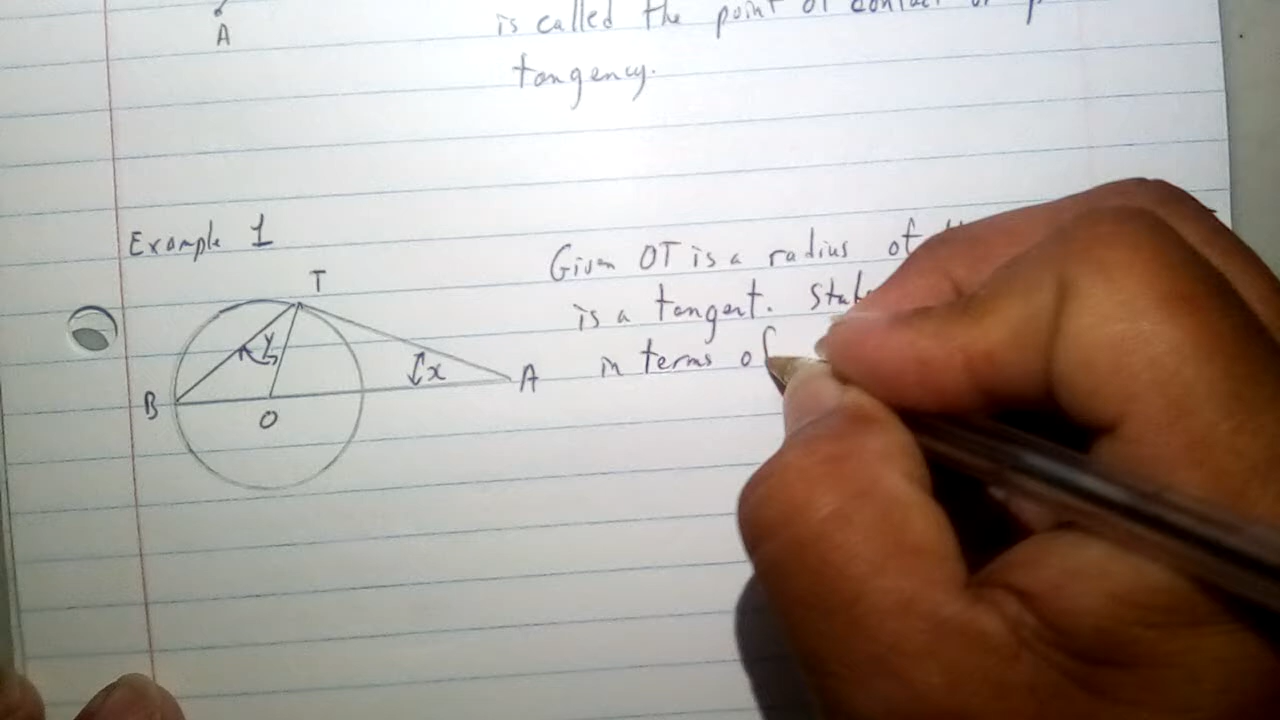 A
is called the point of contact or
tangency.
Example 1
T
Given OT is a radius of
is a tangent.
in terms of
y
x
A
B
O